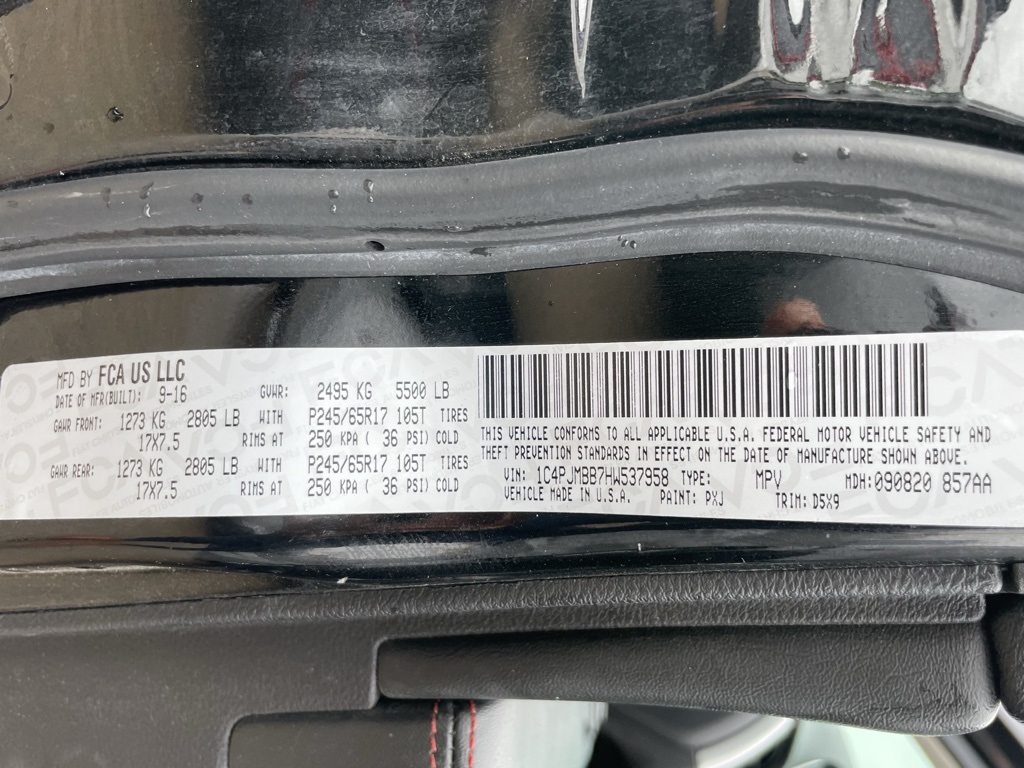 MFD BY FCA US LLC
DATE OF MFR(BUILT): 9-16 GVWR: 2495 KG 5500 LB
GAWR FRONT: 1273 KG 2805 LB WITH P245/65R17 105T TIRES
17X7.5 RIMS AT 250 KPA ( 36 PSI) COLD
GAWR REAR: 1273 KG 2805 LB WITH P245/65R17 105T TIRES
17X7.5 RIMS AT 250 KPA ( 36 PSI) COLD
THIS VEHICLE CONFORMS TO ALL APPLICABLE U.S.A. FEDERAL MOTOR VEHICLE SAFETY AND
THEFT PREVENTION STANDARDS IN EFFECT ON THE DATE OF MANUFACTURE SHOWN ABOVE.
VIN: 1C4PJMBB7HW537958 TYPE: MPV MDH: 090820 857AA
VEHICLE MADE IN U.S.A. PAINT: PXJ TRIM: D5X9